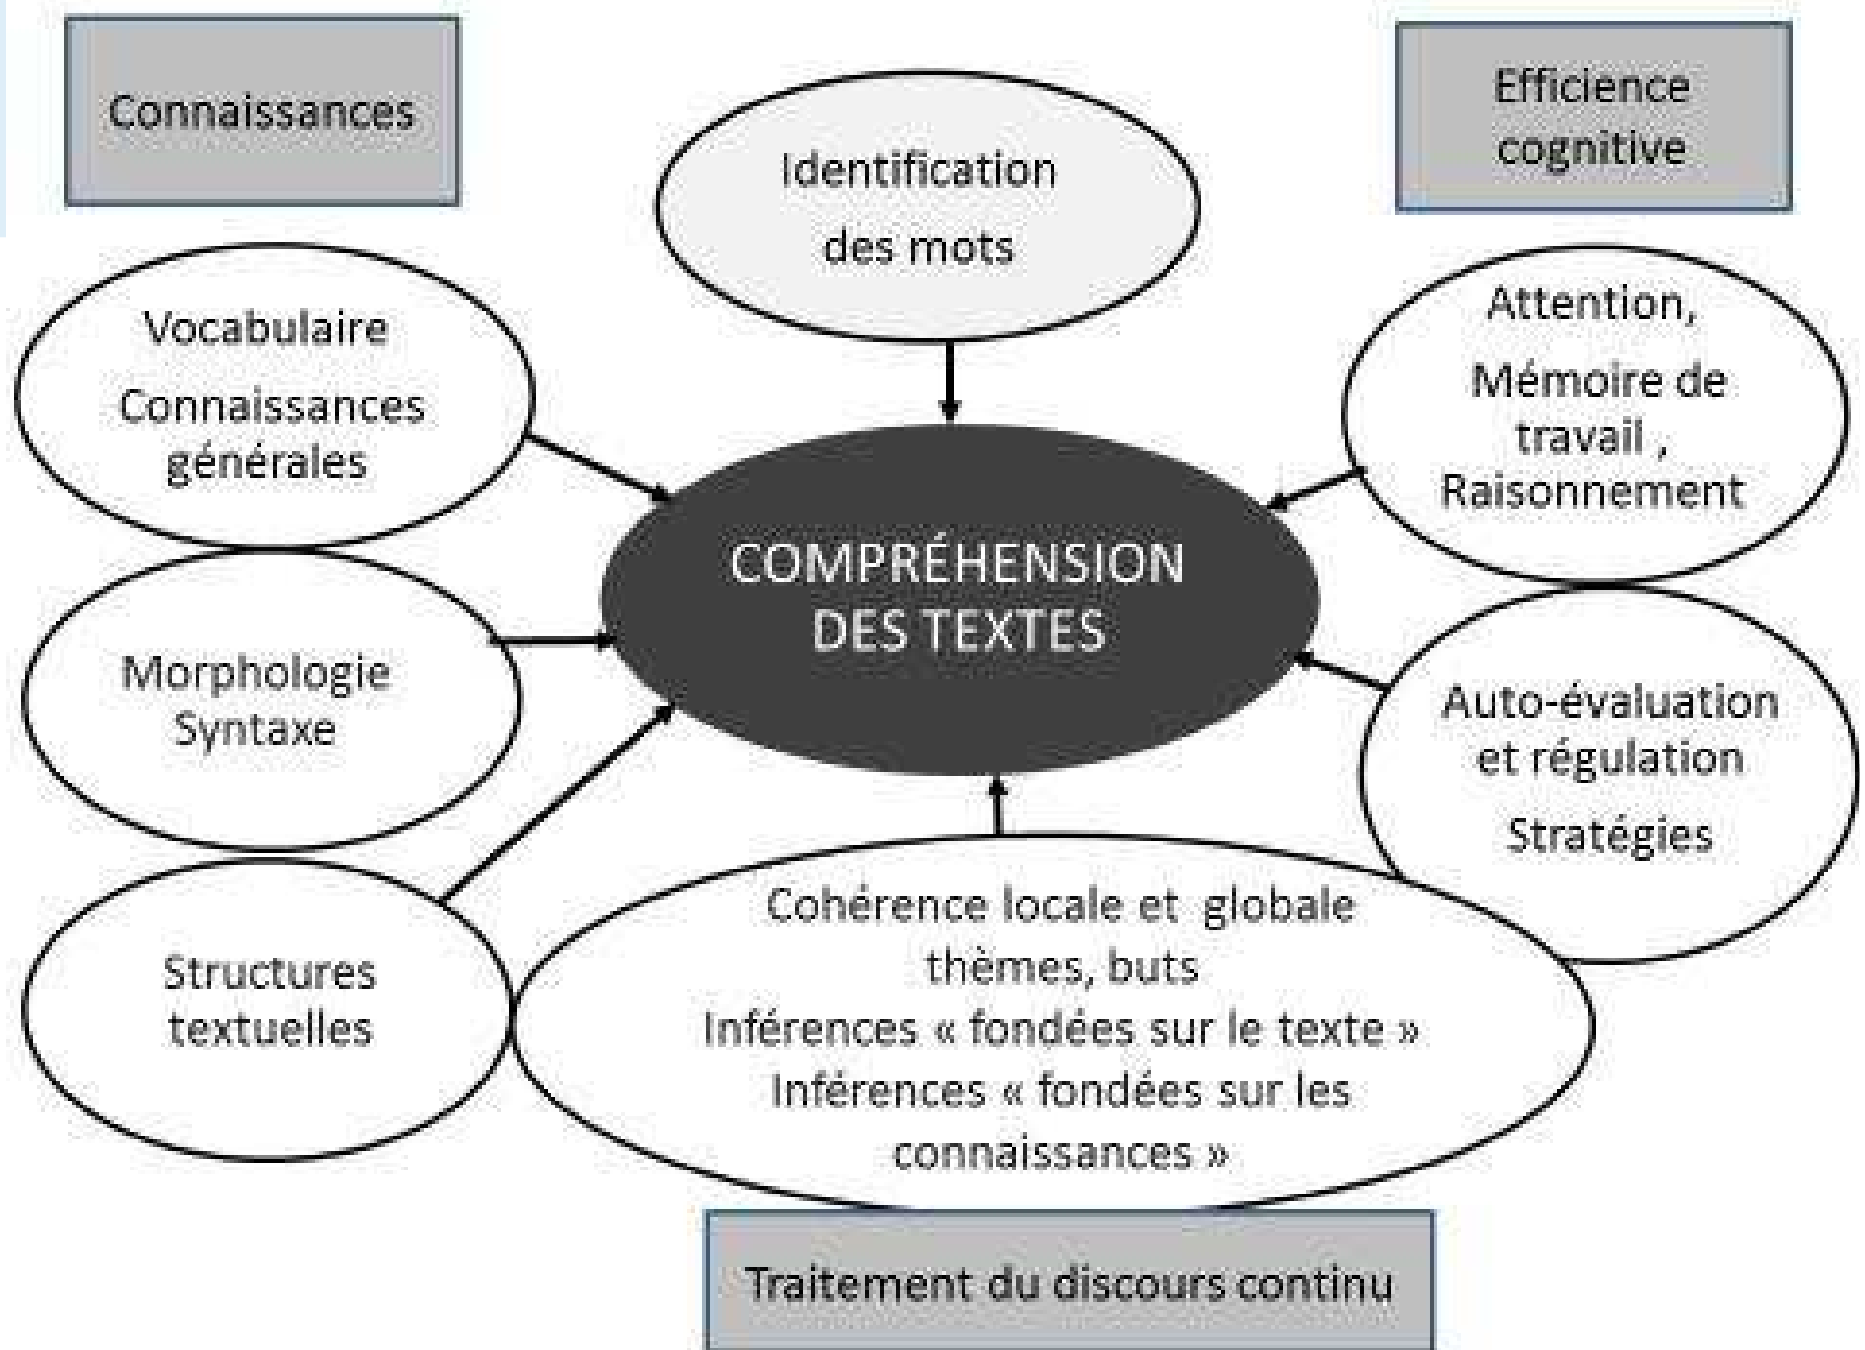 Connaissances
Identification
des mots
Efficience
cognitive
Vocabulaire
Connaissances
générales
Attention,
Mémoire de
travail ,
Raisonnement
COMPRÉHENSION
DES TEXTES
Morphologie
Syntaxe
Auto-évaluation
et régulation
Stratégies
Structures
textuelles
Cohérence locale et globale
thèmes, buts
Inférences « fondées sur le texte »
Inférences « fondées sur les
connaissances »
Traitement du discours continu